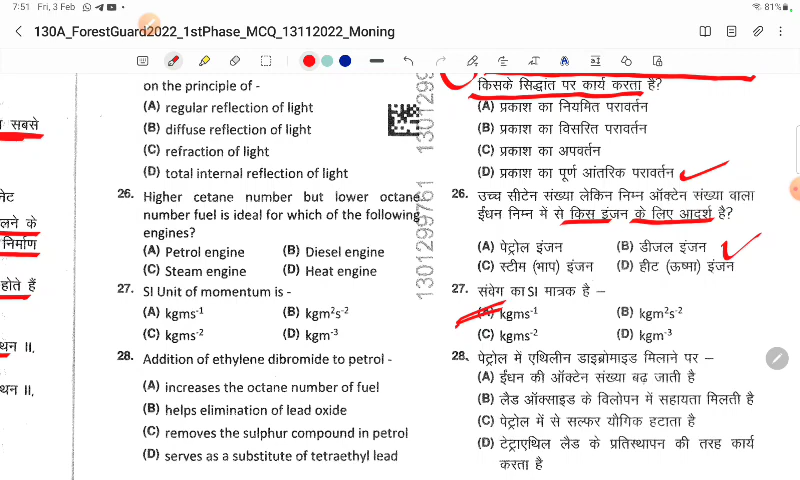 7:51 Fri, 3 Feb
81%
130A_ForestGuard2022_1stPhase_MCQ_13112022_Moning
सबसे
नेट
लने के
निर्माण
होते हैं
थन II,
थन II,
on the principle of -
(A) regular reflection of light
(B) diffuse reflection of light
(C) refraction of light
(D) total internal reflection of light
26. Higher cetane number but lower octane
number fuel is ideal for which of the following
engines?
(A) Petrol engine (B) Diesel engine
(C) Steam engine (D) Heat engine
27. SI Unit of momentum is -
(A) kgms⁻¹ (B) kgm²s⁻²
(C) kgms⁻² (D) kgm⁻³
28. Addition of ethylene dibromide to petrol -
(A) increases the octane number of fuel
(B) helps elimination of lead oxide
(C) removes the sulphur compound in petrol
(D) serves as a substitute of tetraethyl lead
1301299761
1301299
किसके सिद्धांत पर कार्य करता है?
(A) प्रकाश का नियमित परावर्तन
(B) प्रकाश का विसरित परावर्तन
(C) प्रकाश का अपवर्तन
(D) प्रकाश का पूर्ण आंतरिक परावर्तन
26. उच्च सीटेन संख्या लेकिन निम्न ऑक्टेन संख्या वाला
ईंधन निम्न में से किस इंजन के लिए आदर्श है?
(A) पेट्रोल इंजन (B) डीजल इंजन
(C) स्टीम (भाप) इंजन (D) हीट (ऊष्मा) इंजन
27. संवेग का SI मात्रक है –
(A) kgms⁻¹ (B) kgm²s⁻²
(C) kgms⁻² (D) kgm⁻³
28. पेट्रोल में एथिलीन डाइब्रोमाइड मिलाने पर –
(A) ईंधन की ऑक्टेन संख्या बढ़ जाती है
(B) लैड ऑक्साइड के विलोपन में सहायता मिलती है
(C) पेट्रोल में से सल्फर यौगिक हटाता है
(D) टेट्राएथिल लैड के प्रतिस्थापन की तरह कार्य
करता है